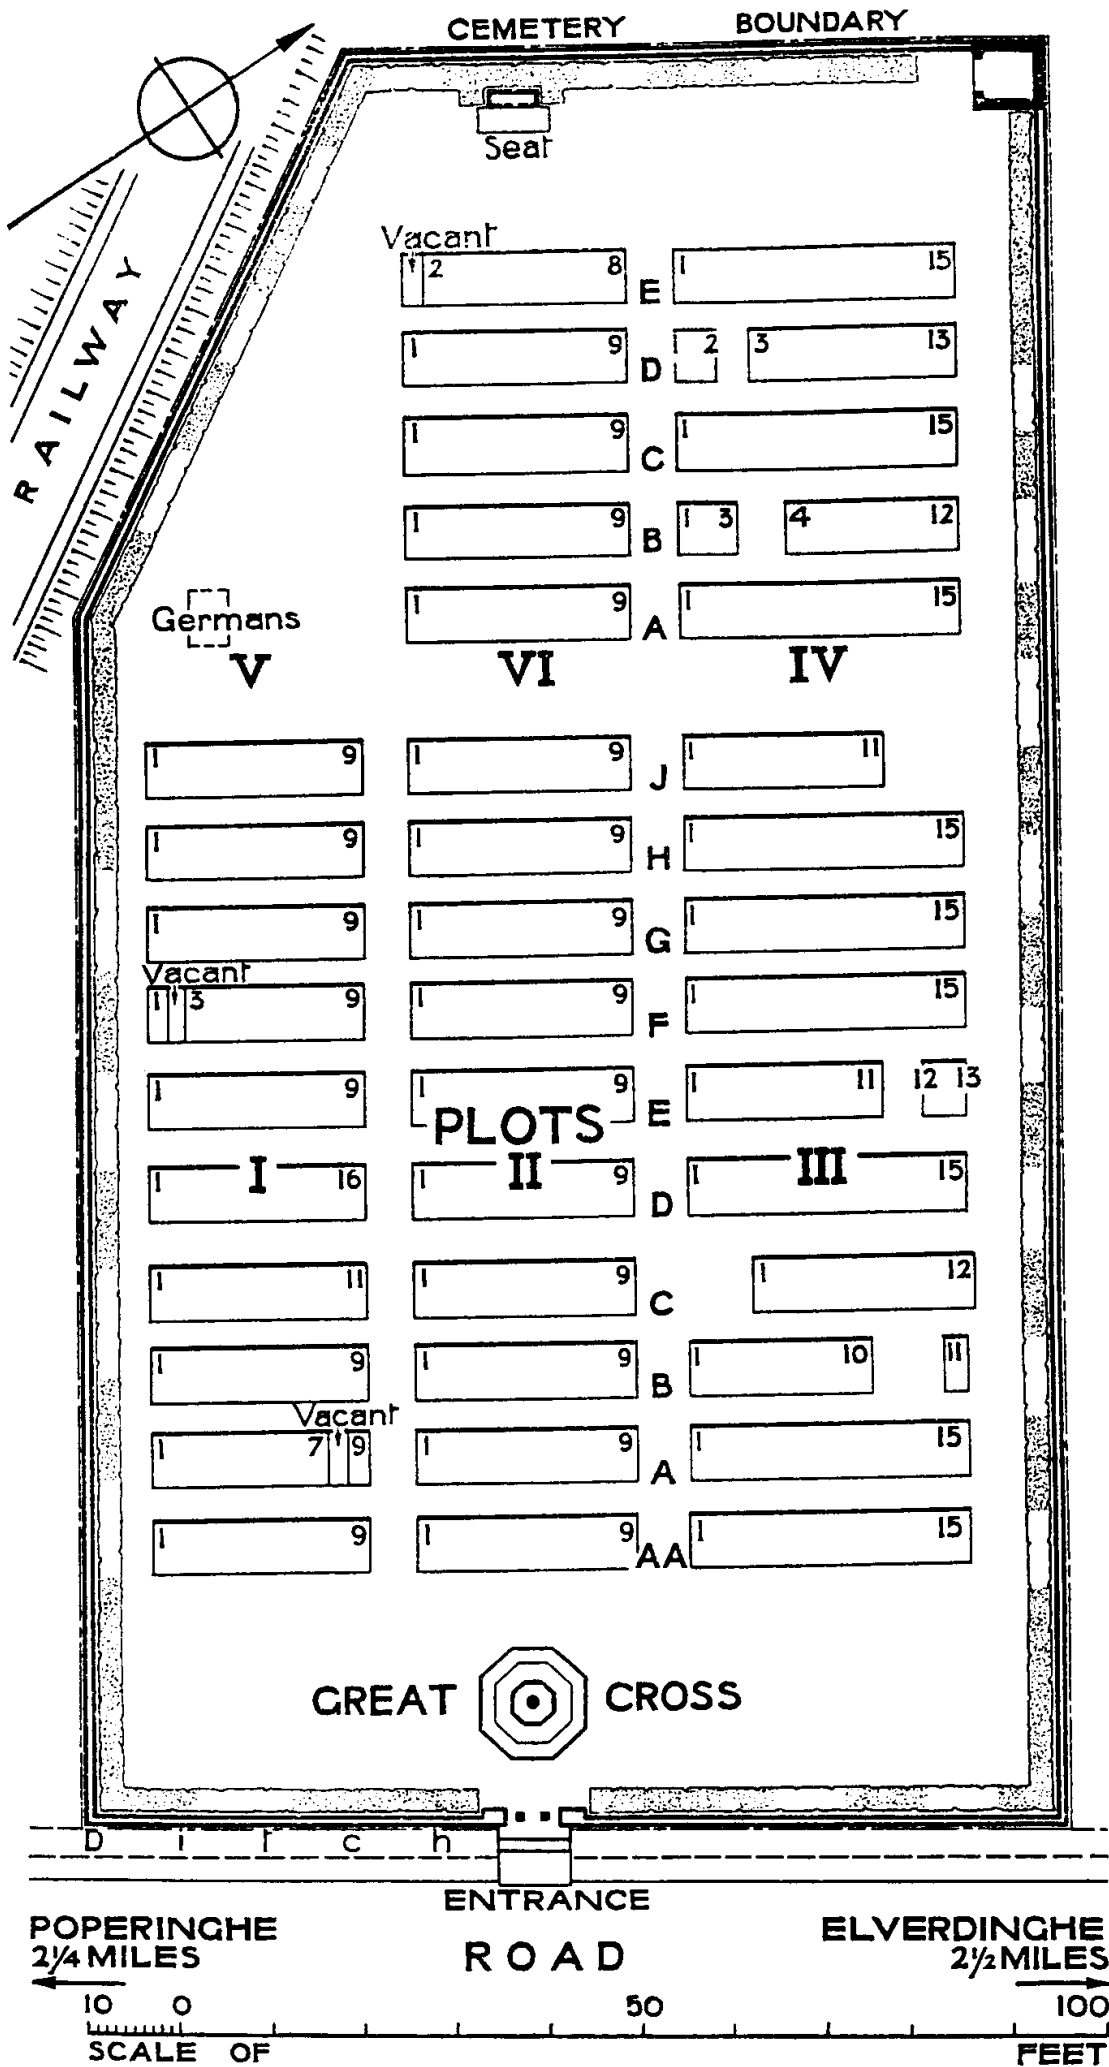 CEMETERY BOUNDARY
Seat
RAILWAY
Vacant
2 8 E 1 15
1 9 D 2 3 13
1 9 C 1 15
1 9 B 1 3 4 12
1 9 A 1 15
Germans
V VI IV
1 9 1 9 J 1 11
1 9 1 9 H 1 15
1 9 1 9 G 1 15
Vacant
1 3 9 1 9 F 1 15
1 9 1 9 E 1 11 12 13
PLOTS
I II III
1 16 1 9 D 1 15
1 11 1 9 C 1 12
1 9 1 9 B 1 10 11
Vacant
1 7 9 1 9 A 1 15
1 9 1 9 AA 1 15
GREAT CROSS
Ditch
ENTRANCE
POPERINGHE
2¼ MILES
ROAD
ELVERDINGHE
2½ MILES
10 0 50 100
SCALE OF FEET